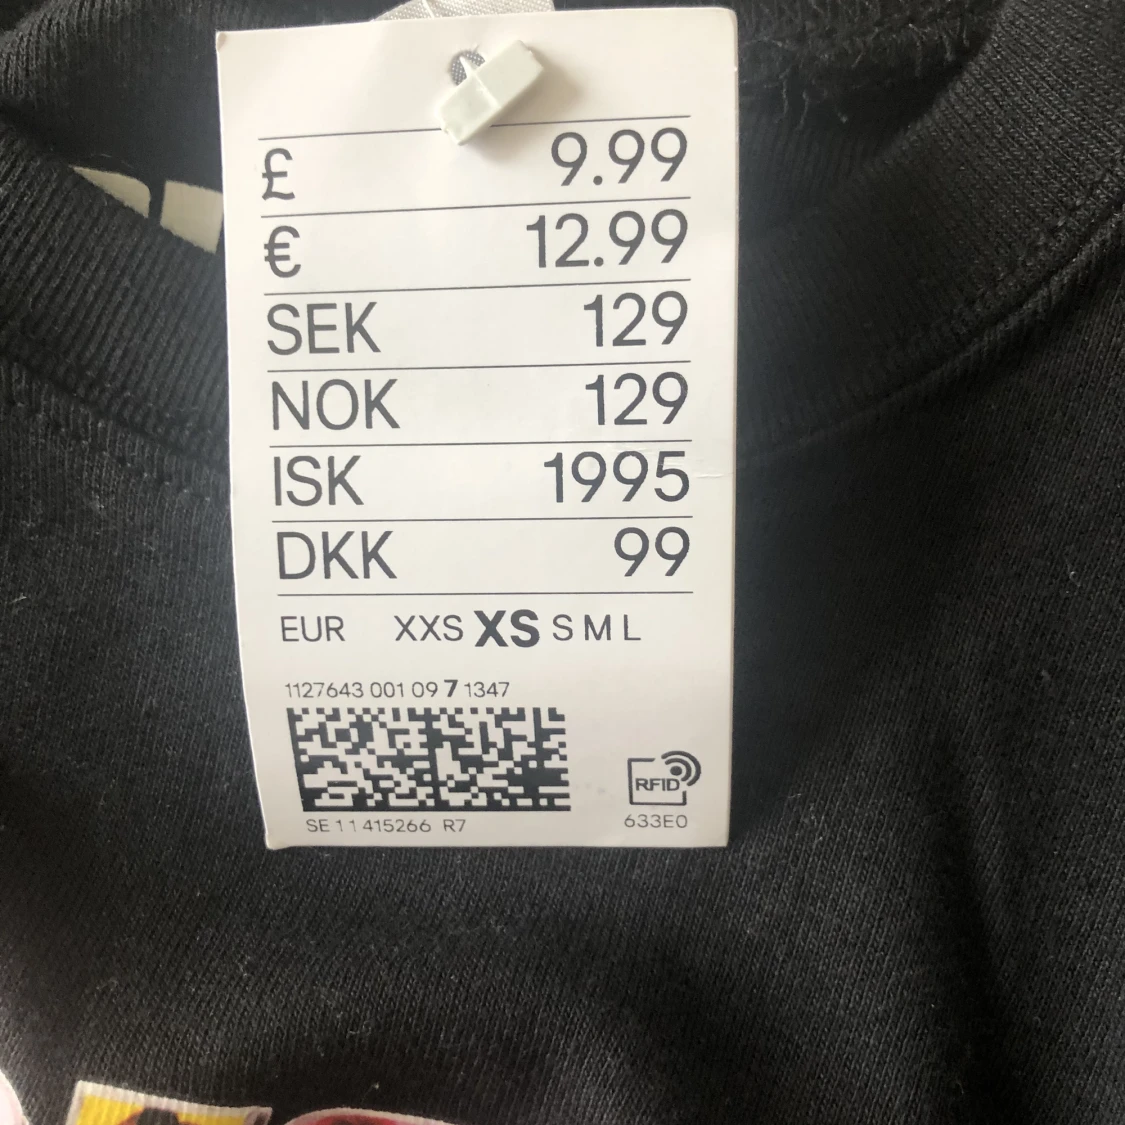 £ 9.99
€ 12.99
SEK 129
NOK 129
ISK 1995
DKK 99
EUR XXS XS S M L
1127643 001 09 7 1347
RFID
SE 11 415266 R7
633E0